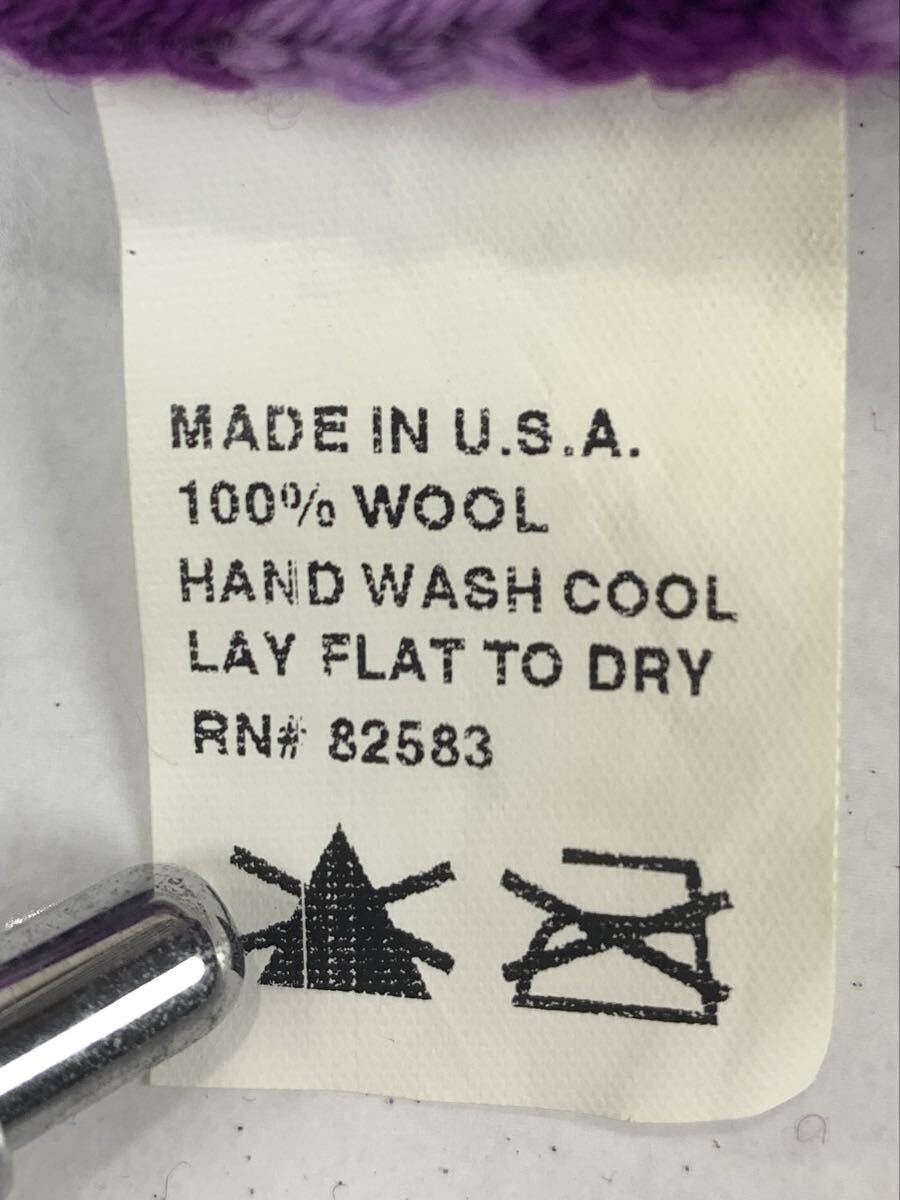 MADE IN U.S.A.
100% WOOL
HAND WASH COOL
LAY FLAT TO DRY
RN# 82583